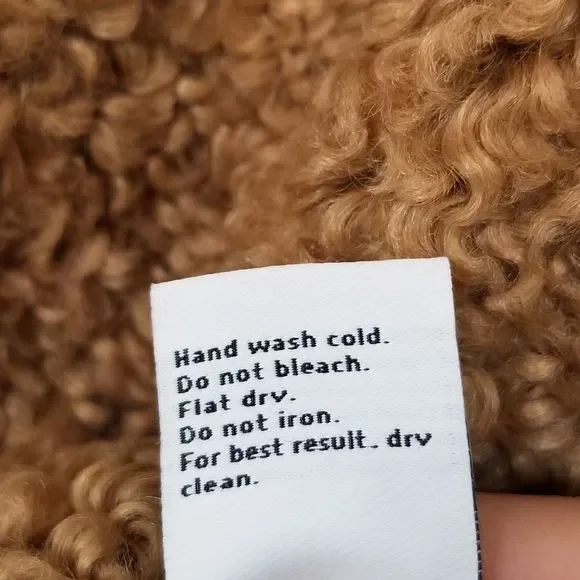 Hand wash cold.
Do not bleach.
Flat dry.
Do not iron.
For best result, dry
clean.